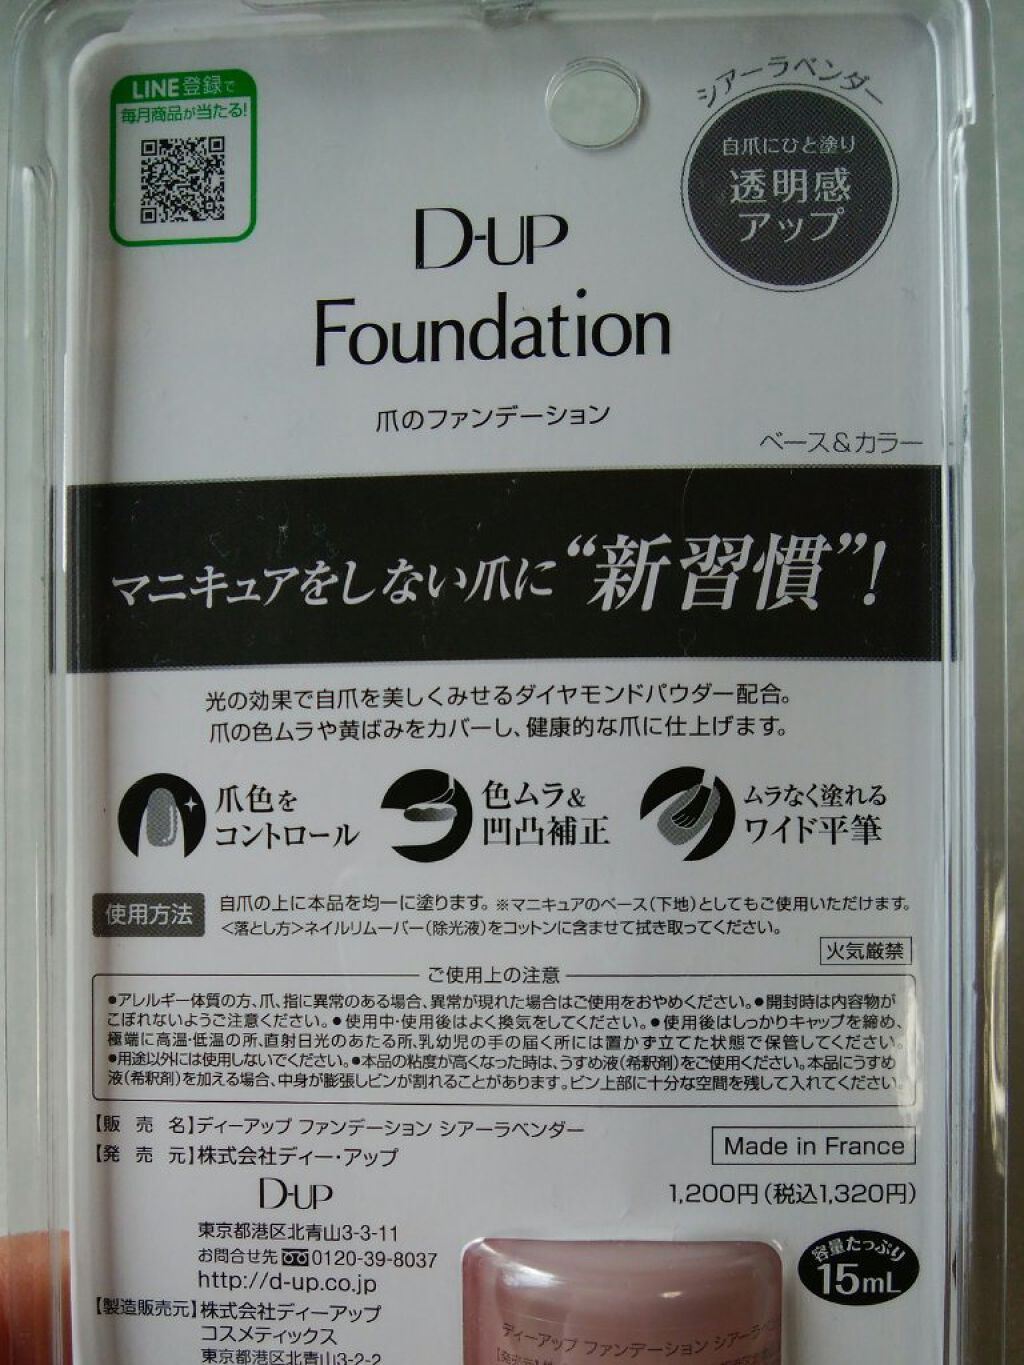 LINE登録で
毎月商品が当たる!
シアーラベンダー
自爪にひと塗り
透明感
アップ
D-UP
Foundation
爪のファンデーション
ベース&カラー
マニキュアをしない爪に“新習慣”!
光の効果で自爪を美しくみせるダイヤモンドパウダー配合。
爪の色ムラや黄ばみをカバーし、健康的な爪に仕上げます。
爪色を
コントロール
色ムラ&
凹凸補正
ムラなく塗れる
ワイド平筆
使用方法
自爪の上に本品を均一に塗ります。※マニキュアのベース(下地)としてもご使用いただけます。
<落とし方>ネイルリムーバー(除光液)をコットンに含ませて拭き取ってください。
火気厳禁
ご使用上の注意
●アレルギー体質の方、爪、指に異常のある場合、異常が現れた場合はご使用をおやめください。●開封時は内容物が
こぼれないようご注意ください。●使用中・使用後はよく換気をしてください。●使用後はしっかりキャップを締め、
極端に高温・低温の所、直射日光のあたる所、乳幼児の手の届く所には置かず立てた状態で保管してください。
●用途以外には使用しないでください。●本品の粘度が高くなった時は、うすめ液(希釈剤)をご使用ください。本品にうすめ
液(希釈剤)を加える場合、中身が膨張しビンが割れることがあります。ビン上部に十分な空間を残して入れてください。
【販 売 名】ディーアップ ファンデーション シアーラベンダー
【発 売 元】株式会社ディー・アップ
Made in France
D-UP
1,200円(税込1,320円)
東京都港区北青山3-3-11
お問合せ先 0120-39-8037
http://d-up.co.jp
容量たっぷり
15mL
【製造販売元】株式会社ディーアップ
コスメティックス
東京都港区北青山3-2-2
ディーアップ ファンデーション シアーラベ